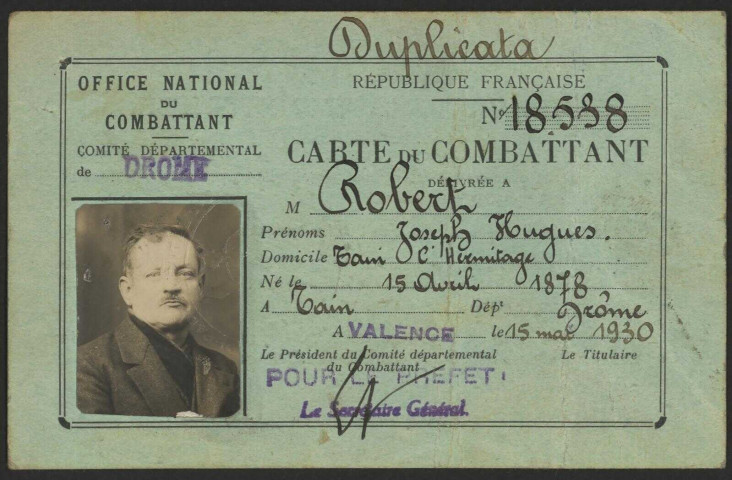 Duplicata
OFFICE NATIONAL
DU
COMBATTANT
COMITÉ DÉPARTEMENTAL
de DROME
RÉPUBLIQUE FRANÇAISE
No 18538
CARTE DU COMBATTANT
DÉLIVRÉE A
M Robert
Prénoms Joseph Hugues.
Domicile Tain l'Hermitage
Né le 15 Avril 1878
A Tain Dépt Drôme
A VALENCE le 15 mai 1930
Le Président du Comité départemental
du Combattant
Le Titulaire
POUR LE PREFET
Le Secrétaire Général.